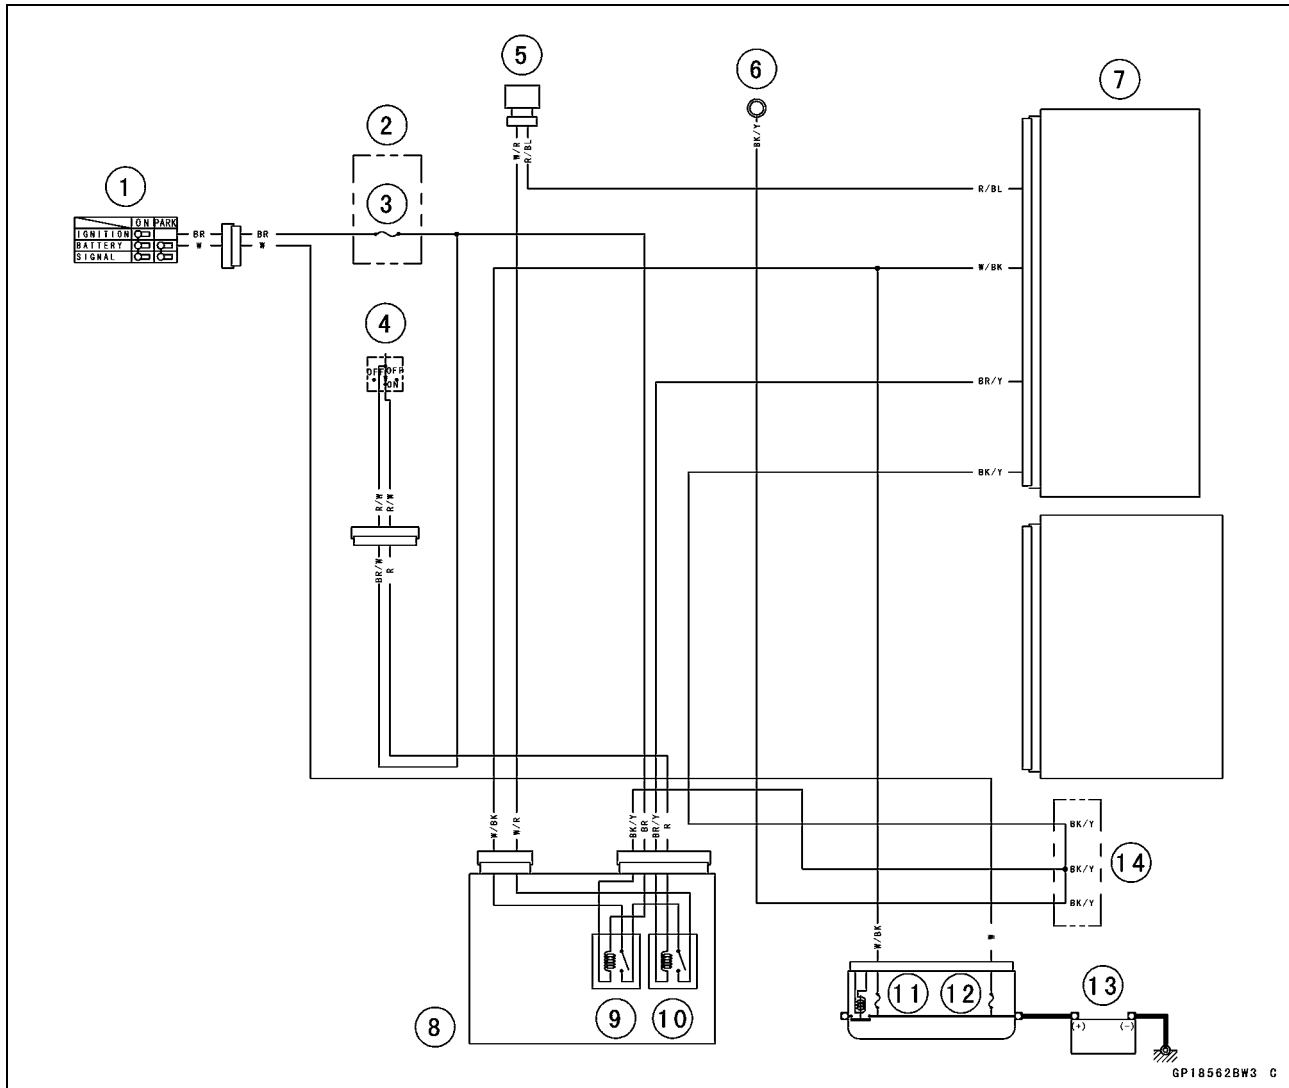 5
6
7
2
W/R
R/BL
BK/Y
1
3
R/BL
ON PARK
IGNITION
BATTERY
SIGNAL
BR
W
BR
W
W/BK
4
OFF OFF
ON
BR/Y
BK/Y
R/W
R/W
BR/W
R
W/BK
W/R
BK/Y
BR
BR/Y
R
BK/Y
BK/Y
BK/Y
14
W/BK
W
8
9
10
11
12
13
(+)
(-)
GP18562BW3 C